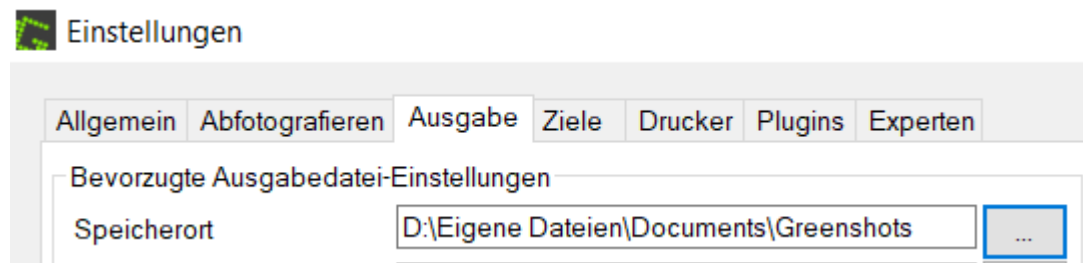 Einstellungen
Allgemein Abfotografieren Ausgabe Ziele Drucker Plugins Experten
Bevorzugte Ausgabedatei-Einstellungen
Speicherort D:\Eigene Dateien\Documents\Greenshots ...